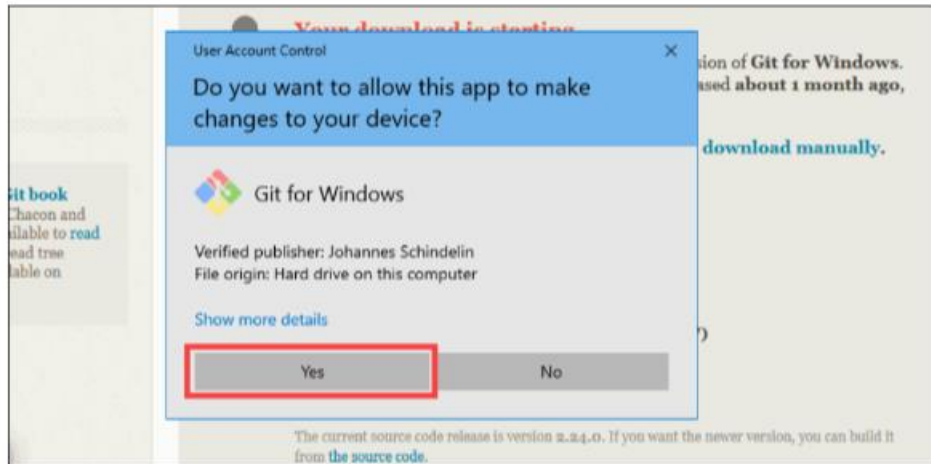 Your download is starting
User Account Control
Do you want to allow this app to make
changes to your device?
sion of Git for Windows.
ased about 1 month ago,
download manually.
Git book
Chacon and
ailable to read
ead tree
lable on
Git for Windows
Verified publisher: Johannes Schindelin
File origin: Hard drive on this computer
Show more details
Yes
No
The current source code release is version 2.24.0. If you want the newer version, you can build it
from the source code.